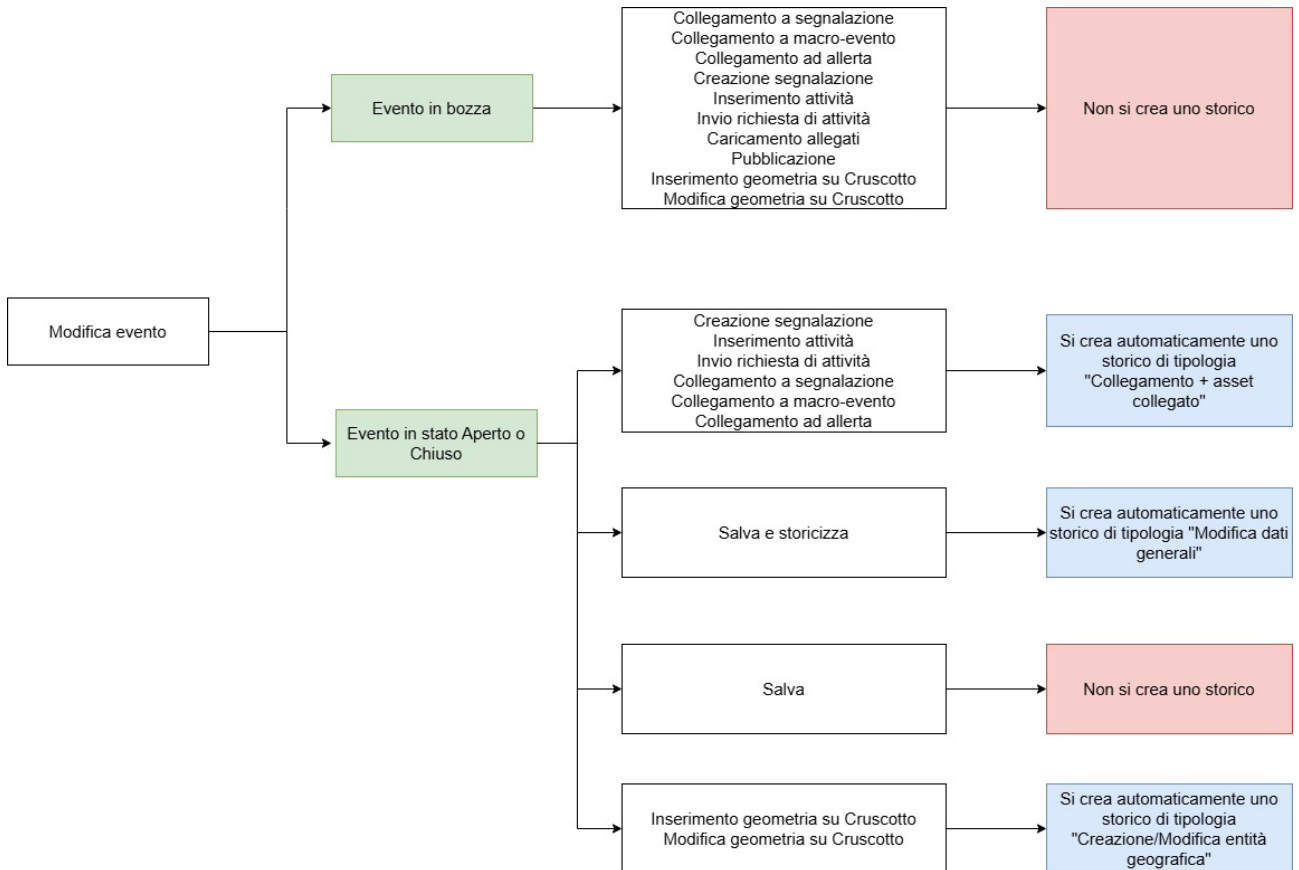 Modifica evento
Evento in bozza
Collegamento a segnalazione
Collegamento a macro-evento
Collegamento ad allerta
Creazione segnalazione
Inserimento attività
Invio richiesta di attività
Caricamento allegati
Pubblicazione
Inserimento geometria su Cruscotto
Modifica geometria su Cruscotto
Non si crea uno storico
Evento in stato Aperto o
Chiuso
Creazione segnalazione
Inserimento attività
Invio richiesta di attività
Collegamento a segnalazione
Collegamento a macro-evento
Collegamento ad allerta
Si crea automaticamente uno
storico di tipologia
"Collegamento + asset
collegato"
Salva e storicizza
Si crea automaticamente uno
storico di tipologia "Modifica dati
generali"
Salva
Non si crea uno storico
Inserimento geometria su Cruscotto
Modifica geometria su Cruscotto
Si crea automaticamente uno
storico di tipologia
"Creazione/Modifica entità
geografica"